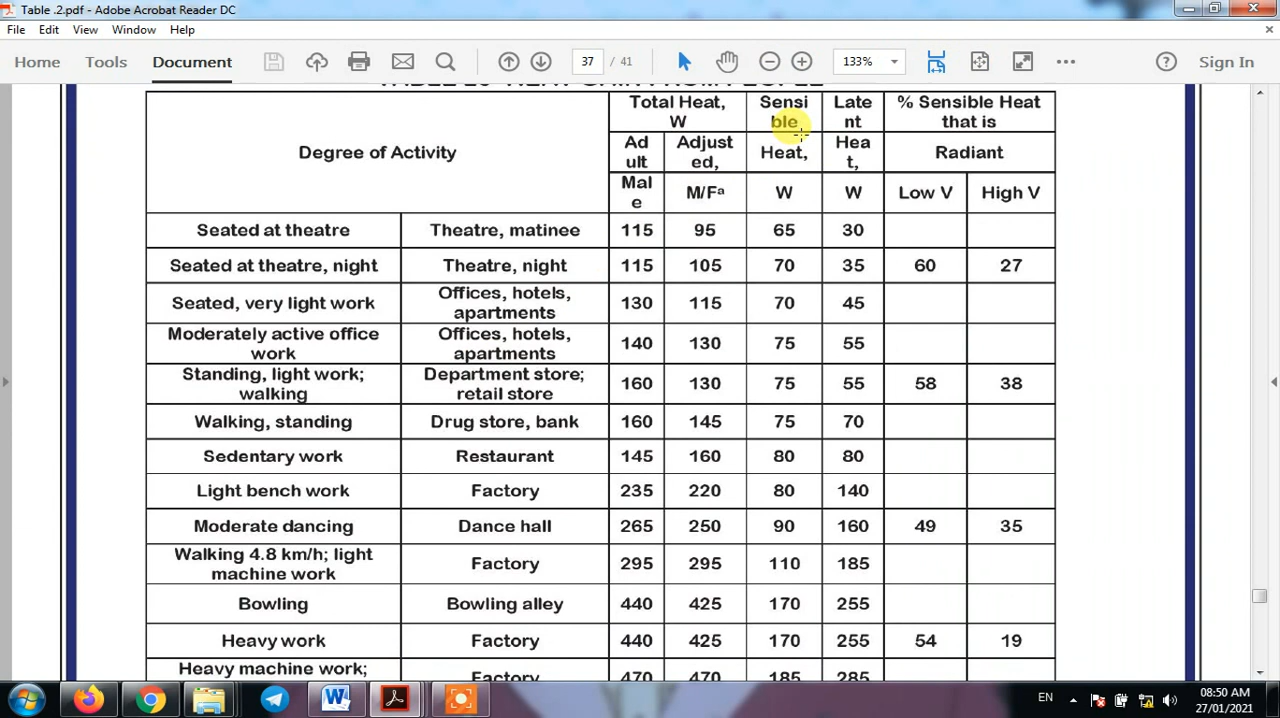 Table .2.pdf - Adobe Acrobat Reader DC
File Edit View Window Help
Home Tools Document 37 / 41 133% Sign In
Total Heat, W Sensible Latent % Sensible Heat that is
Degree of Activity Adult Adjusted, Heat, Heat, Radiant
Male M/Fª W W Low V High V
Seated at theatre Theatre, matinee 115 95 65 30
Seated at theatre, night Theatre, night 115 105 70 35 60 27
Seated, very light work Offices, hotels, apartments 130 115 70 45
Moderately active office work Offices, hotels, apartments 140 130 75 55
Standing, light work; walking Department store; retail store 160 130 75 55 58 38
Walking, standing Drug store, bank 160 145 75 70
Sedentary work Restaurant 145 160 80 80
Light bench work Factory 235 220 80 140
Moderate dancing Dance hall 265 250 90 160 49 35
Walking 4.8 km/h; light machine work Factory 295 295 110 185
Bowling Bowling alley 440 425 170 255
Heavy work Factory 440 425 170 255 54 19
Heavy machine work; Factory 470 470 185 285
EN 08:50 AM
27/01/2021